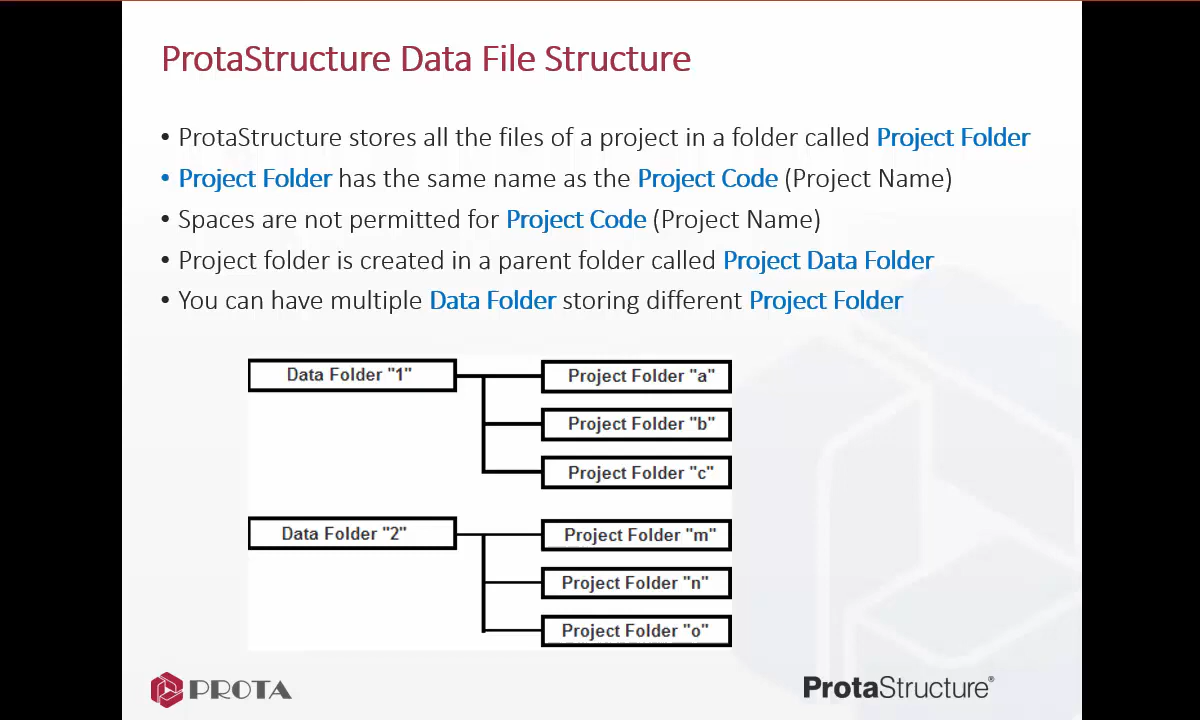 ProtaStructure Data File Structure
• ProtaStructure stores all the files of a project in a folder called Project Folder
• Project Folder has the same name as the Project Code (Project Name)
• Spaces are not permitted for Project Code (Project Name)
• Project folder is created in a parent folder called Project Data Folder
• You can have multiple Data Folder storing different Project Folder
Data Folder "1"
Project Folder "a"
Project Folder "b"
Project Folder "c"
Data Folder "2"
Project Folder "m"
Project Folder "n"
Project Folder "o"
PROTA
ProtaStructure®